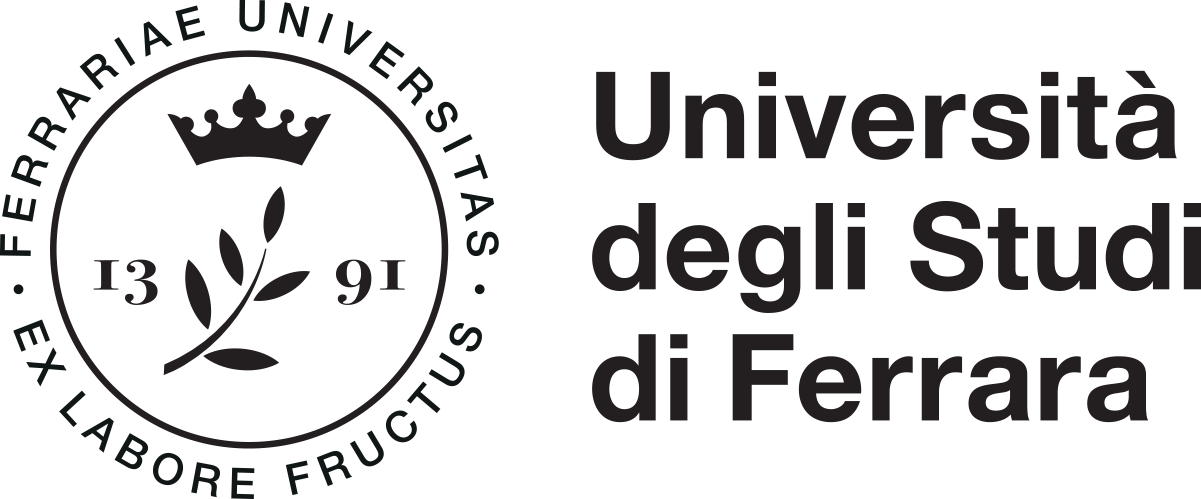 FERRARIAE UNIVERSITAS
13 91
· EX LABORE FRUCTUS ·
Università
degli Studi
di Ferrara